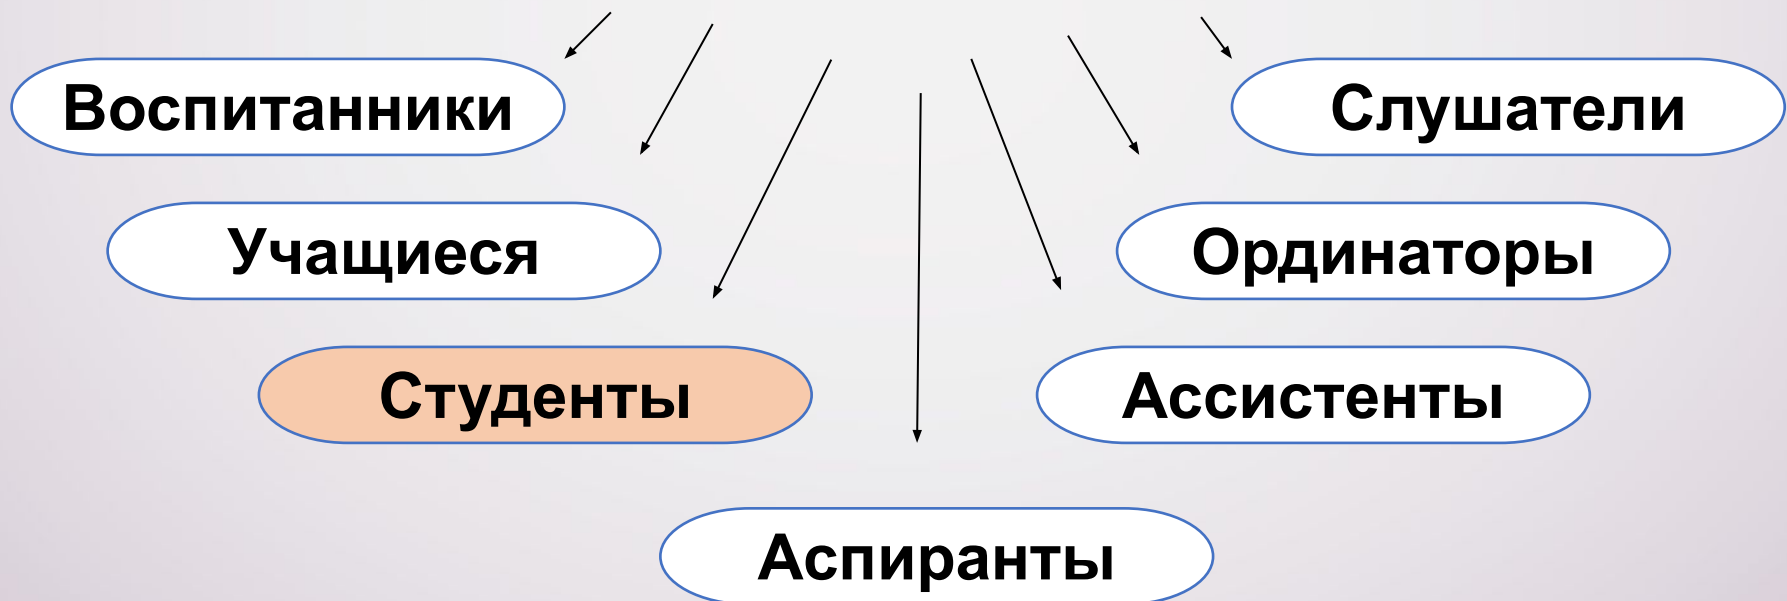 Воспитанники
Слушатели
Учащиеся
Ординаторы
Студенты
Ассистенты
Аспиранты